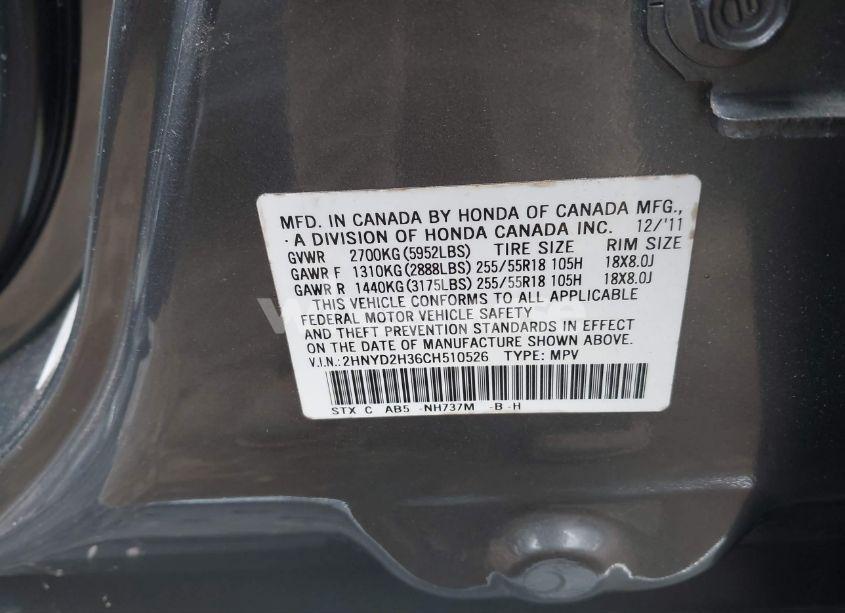 MFD. IN CANADA BY HONDA OF CANADA MFG.,
A DIVISION OF HONDA CANADA INC. 12/'11
GVWR 2700KG(5952LBS) TIRE SIZE RIM SIZE
GAWR F 1310KG(2888LBS) 255/55R18 105H 18X8.0J
GAWR R 1440KG(3175LBS) 255/55R18 105H 18X8.0J
THIS VEHICLE CONFORMS TO ALL APPLICABLE
FEDERAL MOTOR VEHICLE SAFETY
AND THEFT PREVENTION STANDARDS IN EFFECT
ON THE DATE OF MANUFACTURE SHOWN ABOVE.
V.I.N.: 2HNYD2H36CH510526 TYPE: MPV
STX C AB5 -NH737M -B -H